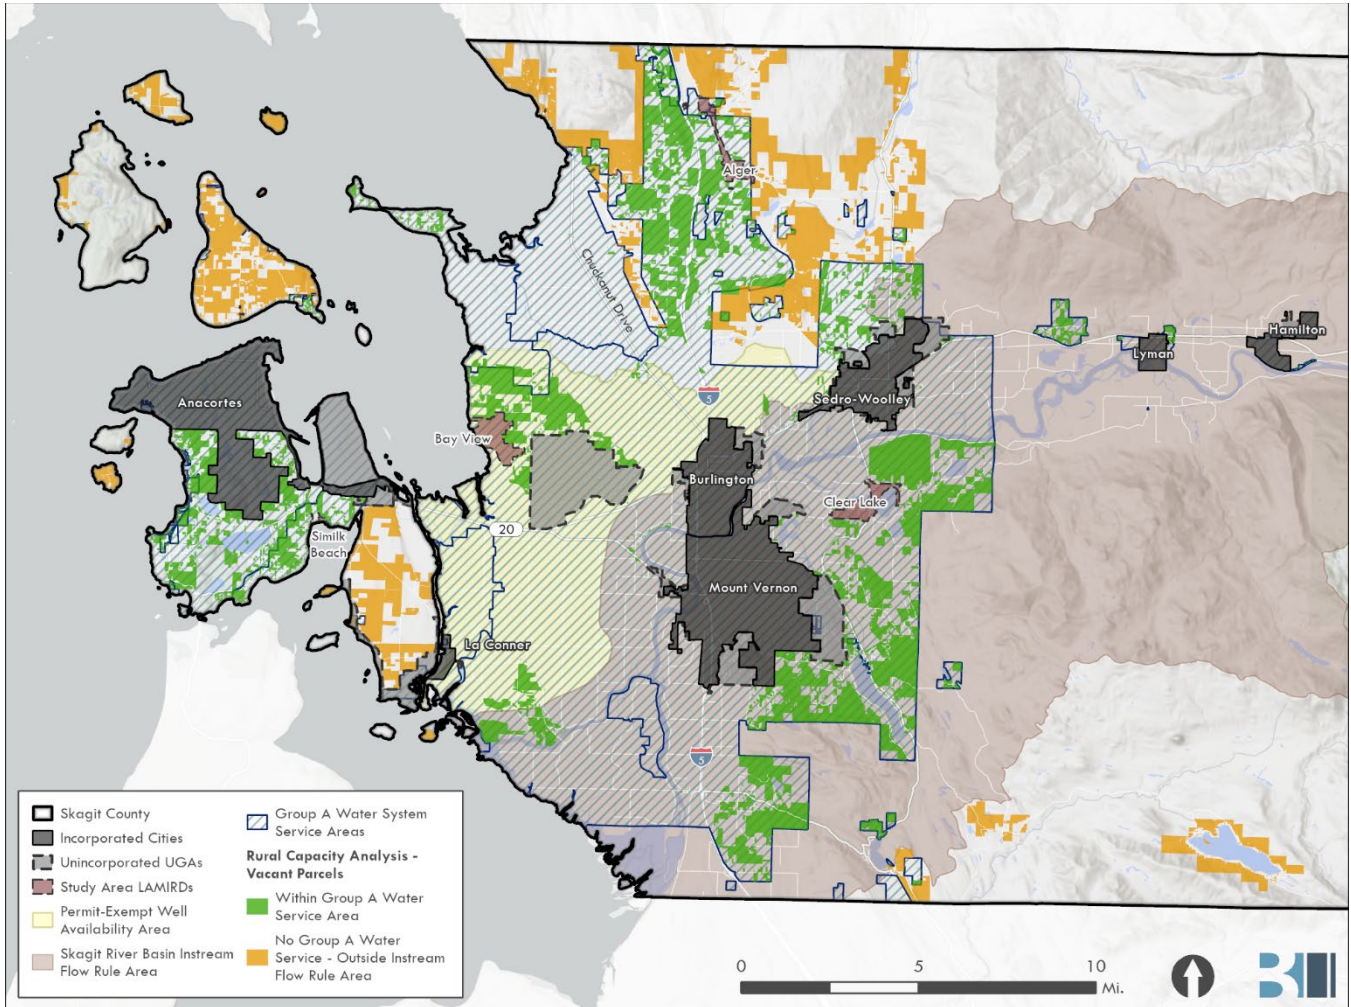 Alger
Chuckanut Drive
Hamilton
Lyman
Sedro-Woolley
5
Anacortes
Bay View
Burlington
Clear Lake
20
Similk
Beach
Mount Vernon
La Conner
5
Skagit County
Incorporated Cities
Unincorporated UGAs
Study Area LAMIRDs
Permit-Exempt Well
Availability Area
Skagit River Basin Instream
Flow Rule Area
Group A Water System
Service Areas
Rural Capacity Analysis -
Vacant Parcels
Within Group A Water
Service Area
No Group A Water
Service - Outside Instream
Flow Rule Area
0 5 10
Mi.